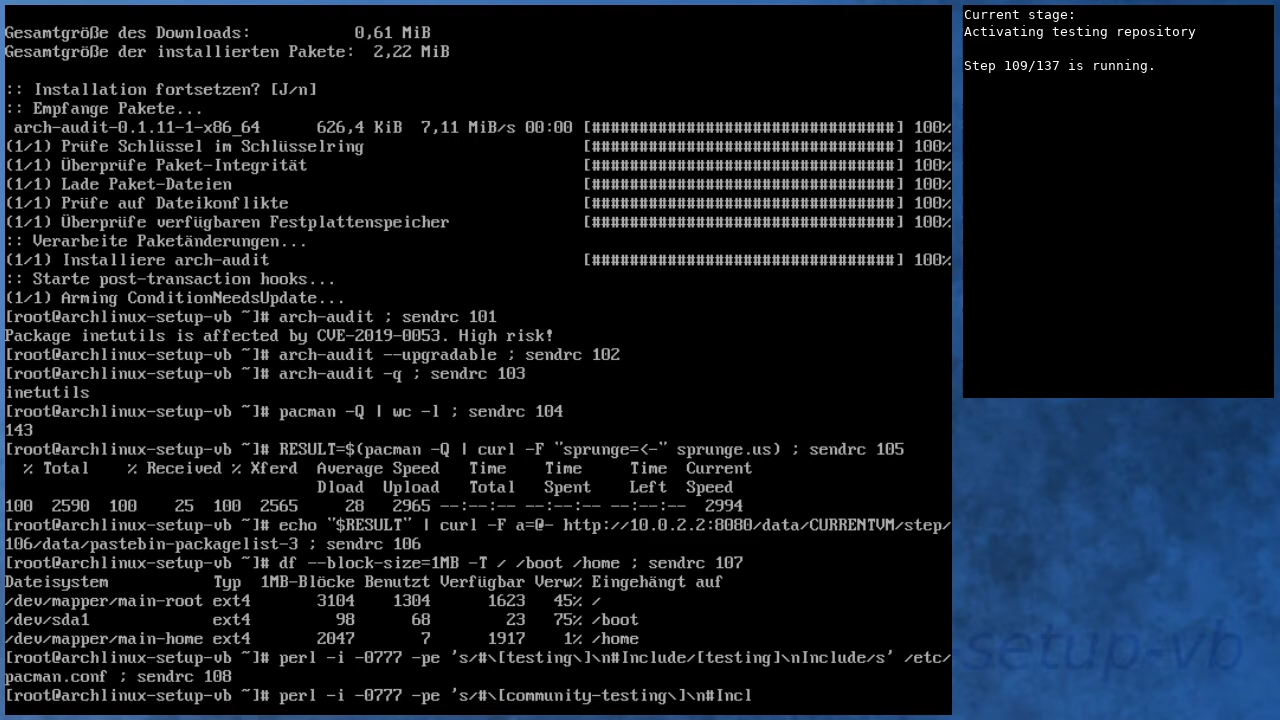 Gesamtgröße des Downloads:           0,61 MiB
Gesamtgröße der installierten Pakete:  2,22 MiB
:: Installation fortsetzen? [J/n]
:: Empfange Pakete...
 arch-audit-0.1.11-1-x86_64      626,4 KiB  7,11 MiB/s 00:00 [################################] 100%
(1/1) Prüfe Schlüssel im Schlüsselring                       [################################] 100%
(1/1) Überprüfe Paket-Integrität                             [################################] 100%
(1/1) Lade Paket-Dateien                                     [################################] 100%
(1/1) Prüfe auf Dateikonflikte                               [################################] 100%
(1/1) Überprüfe verfügbaren Festplattenspeicher              [################################] 100%
:: Verarbeite Paketänderungen...
(1/1) Installiere arch-audit                                 [################################] 100%
:: Starte post-transaction hooks...
(1/1) Arming ConditionNeedsUpdate...
[root@archlinux-setup-vb ~]# arch-audit ; sendrc 101
Package inetutils is affected by CVE-2019-0053. High risk!
[root@archlinux-setup-vb ~]# arch-audit --upgradable ; sendrc 102
[root@archlinux-setup-vb ~]# arch-audit -q ; sendrc 103
inetutils
[root@archlinux-setup-vb ~]# pacman -Q | wc -l ; sendrc 104
143
[root@archlinux-setup-vb ~]# RESULT=$(pacman -Q | curl -F "sprunge=<-" sprunge.us) ; sendrc 105
  % Total    % Received % Xferd  Average Speed   Time    Time     Time  Current
                                 Dload  Upload   Total   Spent    Left  Speed
100  2590  100    25  100  2565     28   2965 --:--:-- --:--:-- --:--:--  2994
[root@archlinux-setup-vb ~]# echo "$RESULT" | curl -F a=@- http://10.0.2.2:8080/data/CURRENTVM/step/
106/data/pastebin-packagelist-3 ; sendrc 106
[root@archlinux-setup-vb ~]# df --block-size=1MB -T / /boot /home ; sendrc 107
Dateisystem           Typ  1MB-Blöcke Benutzt Verfügbar Verw% Eingehängt auf
/dev/mapper/main-root ext4       3104    1304      1623   45% /
/dev/sda1             ext4         98      68        23   75% /boot
/dev/mapper/main-home ext4       2047       7      1917    1% /home
[root@archlinux-setup-vb ~]# perl -i -0777 -pe 's/#\[testing\]\n#Include/[testing]\nInclude/s' /etc/
pacman.conf ; sendrc 108
[root@archlinux-setup-vb ~]# perl -i -0777 -pe 's/#\[community-testing\]\n#Incl
Current stage:
Activating testing repository
Step 109/137 is running.
setup-vb